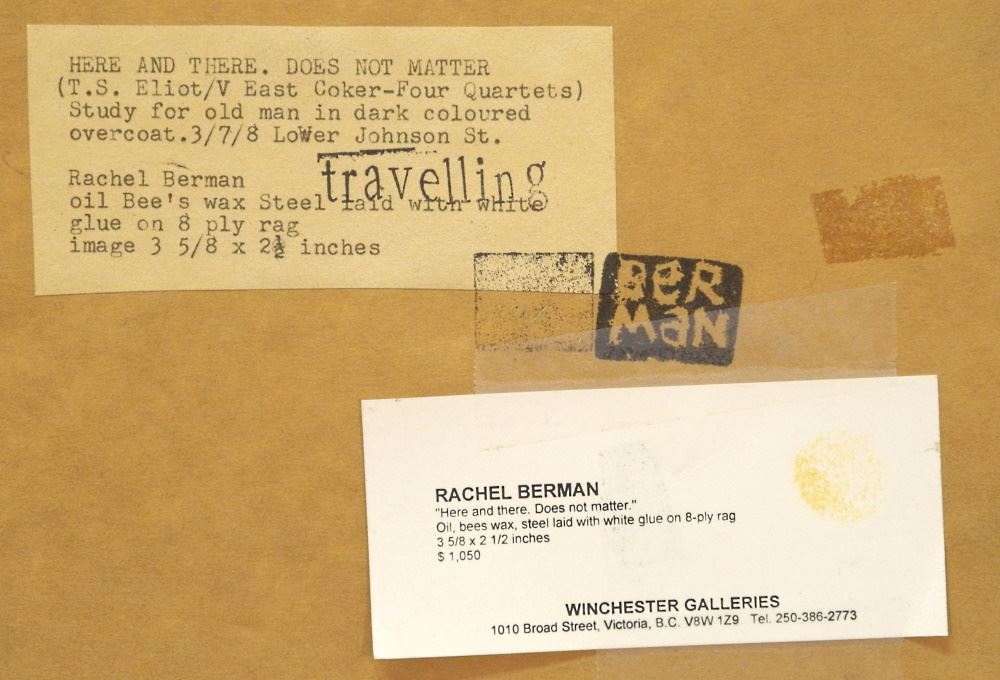 HERE AND THERE. DOES NOT MATTER
(T.S. Eliot/V East Coker-Four Quartets)
Study for old man in dark coloured
overcoat.3/7/8 LoWer Johnson St.
travelling
Rachel Berman
oil Bee's wax Steel laid with white
glue on 8 ply rag
image 3 5/8 x 2½ inches
BeR
MaN
RACHEL BERMAN
"Here and there. Does not matter."
Oil, bees wax, steel laid with white glue on 8-ply rag
3 5/8 x 2 1/2 inches
$ 1,050
WINCHESTER GALLERIES
1010 Broad Street, Victoria, B.C. V8W 1Z9 Tel. 250-386-2773